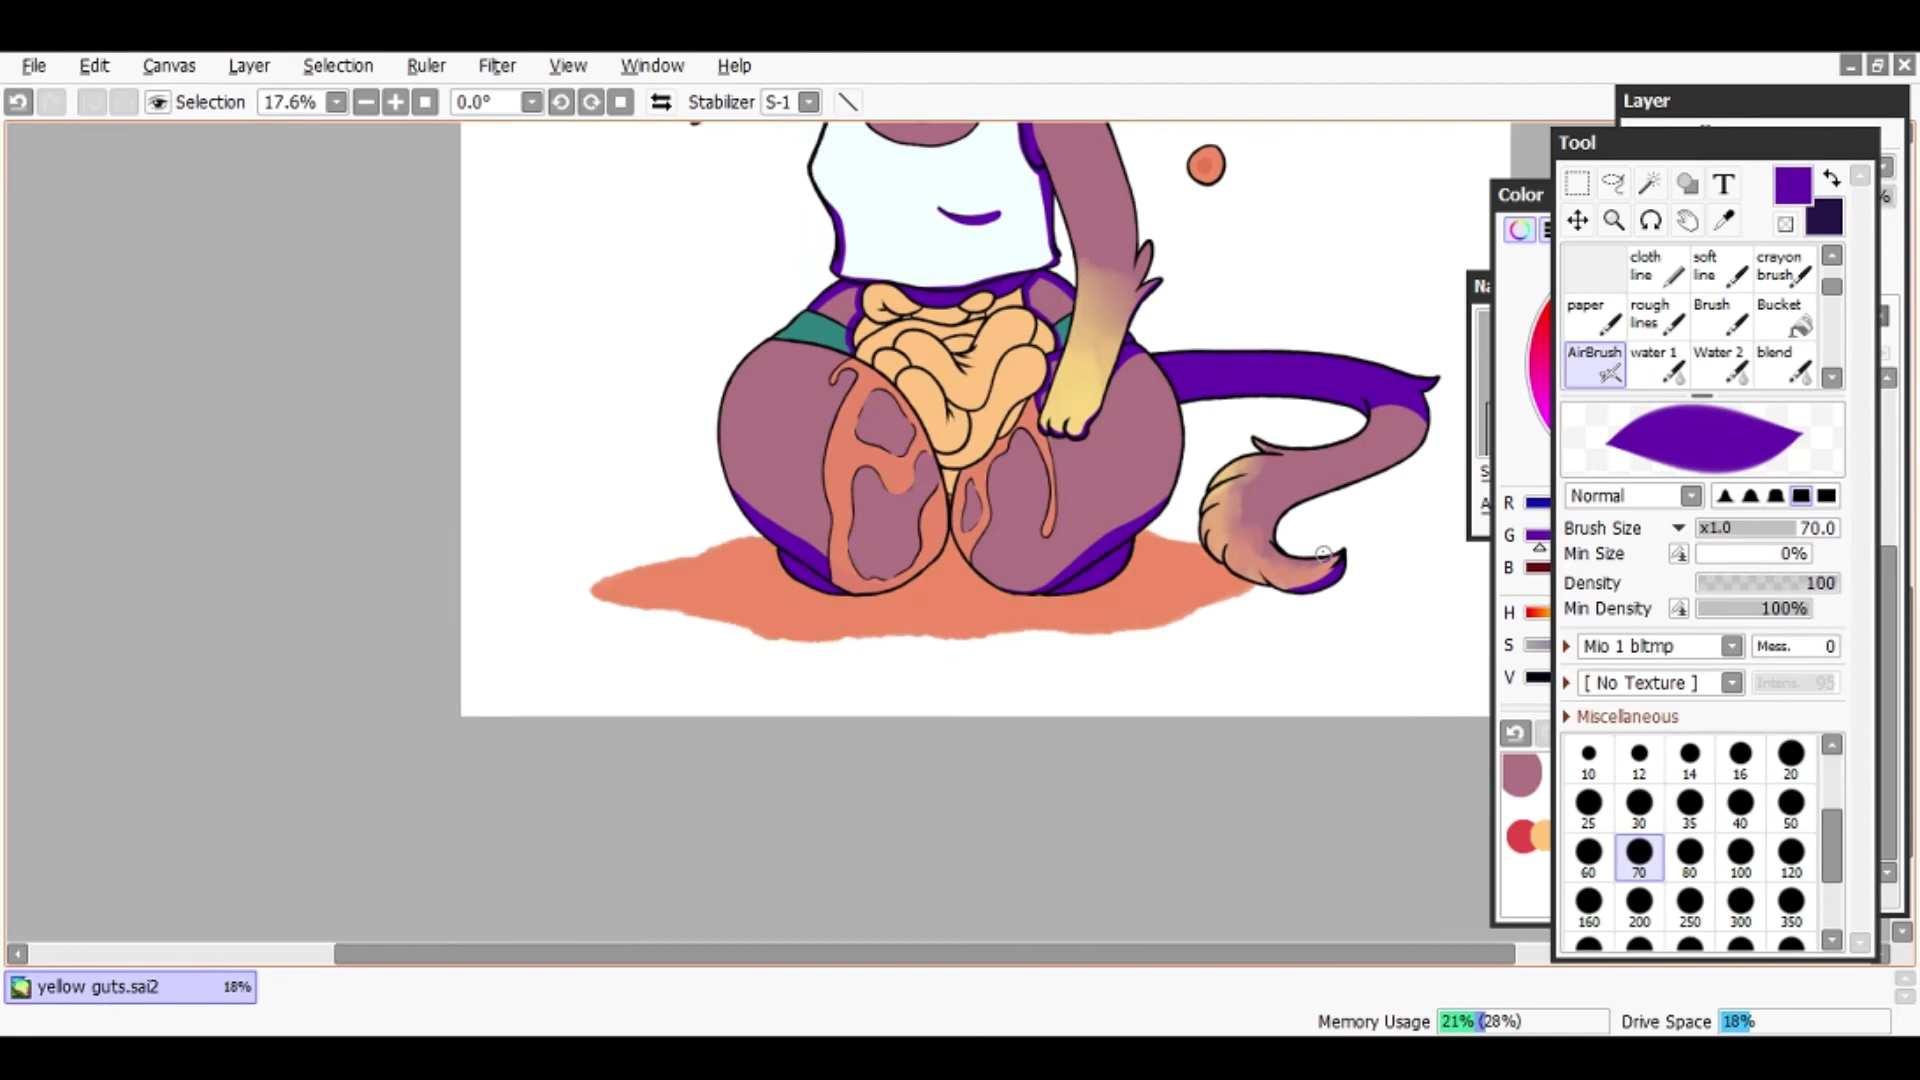 File Edit Canvas Layer Selection Ruler Filter View Window Help
Selection 17.6% 0.0° Stabilizer S-1
Layer
Tool
Color
T
cloth line soft line crayon brush
paper rough lines Brush Bucket
AirBrush water 1 Water 2 blend
Normal
R
G
B
H
S
V
Brush Size x1.0 70.0
Min Size 0%
Density 100
Min Density 100%
Mio 1 bltmp Mess. 0
[ No Texture ] Intens. 95
Miscellaneous
10 12 14 16 20
25 30 35 40 50
60 70 80 100 120
160 200 250 300 350
yellow guts.sai2 18%
Memory Usage 21% (28%) Drive Space 18%